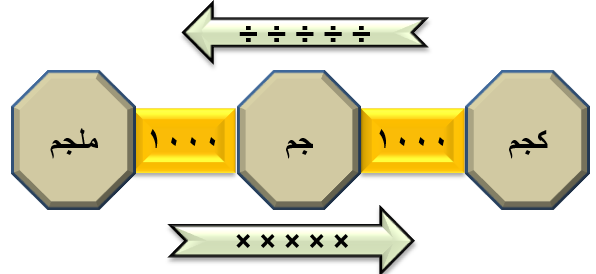 ÷ ÷ ÷ ÷ ÷
كجم ١٠٠٠ جم ١٠٠٠ ملجم
× × × × ×